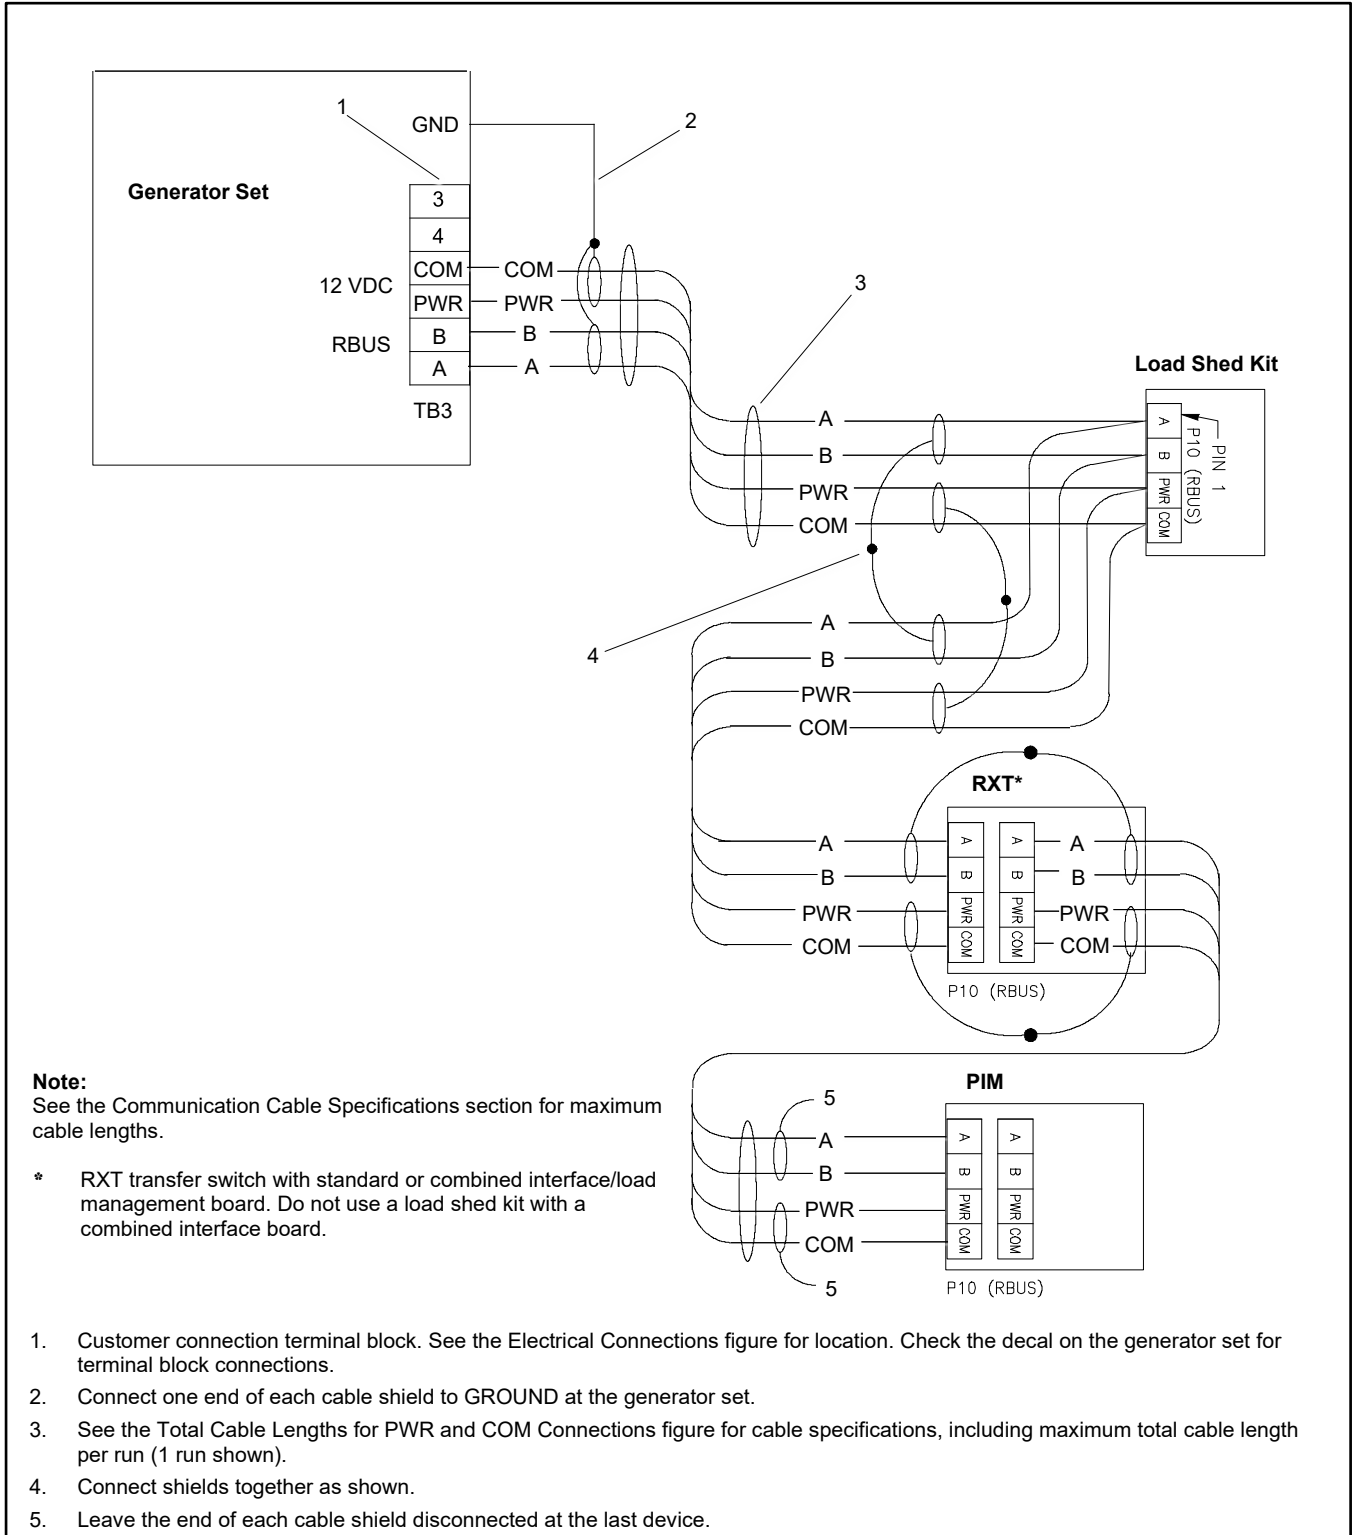 1
GND
2
Generator Set
3
4
12 VDC
COM
COM
PWR
PWR
RBUS
B
B
A
A
TB3
3
Load Shed Kit
A
B
PWR
COM
A
B
PWR
COM
P10 (RBUS)
PIN 1
4
A
B
PWR
COM
RXT*
A
B
PWR
COM
A
B
PWR
COM
A
B
PWR
COM
A
B
PWR
COM
P10 (RBUS)
PIM
5
A
B
PWR
COM
5
A
B
PWR
COM
A
B
PWR
COM
P10 (RBUS)
Note:
See the Communication Cable Specifications section for maximum
cable lengths.
* RXT transfer switch with standard or combined interface/load
management board. Do not use a load shed kit with a
combined interface board.
1. Customer connection terminal block. See the Electrical Connections figure for location. Check the decal on the generator set for
terminal block connections.
2. Connect one end of each cable shield to GROUND at the generator set.
3. See the Total Cable Lengths for PWR and COM Connections figure for cable specifications, including maximum total cable length
per run (1 run shown).
4. Connect shields together as shown.
5. Leave the end of each cable shield disconnected at the last device.